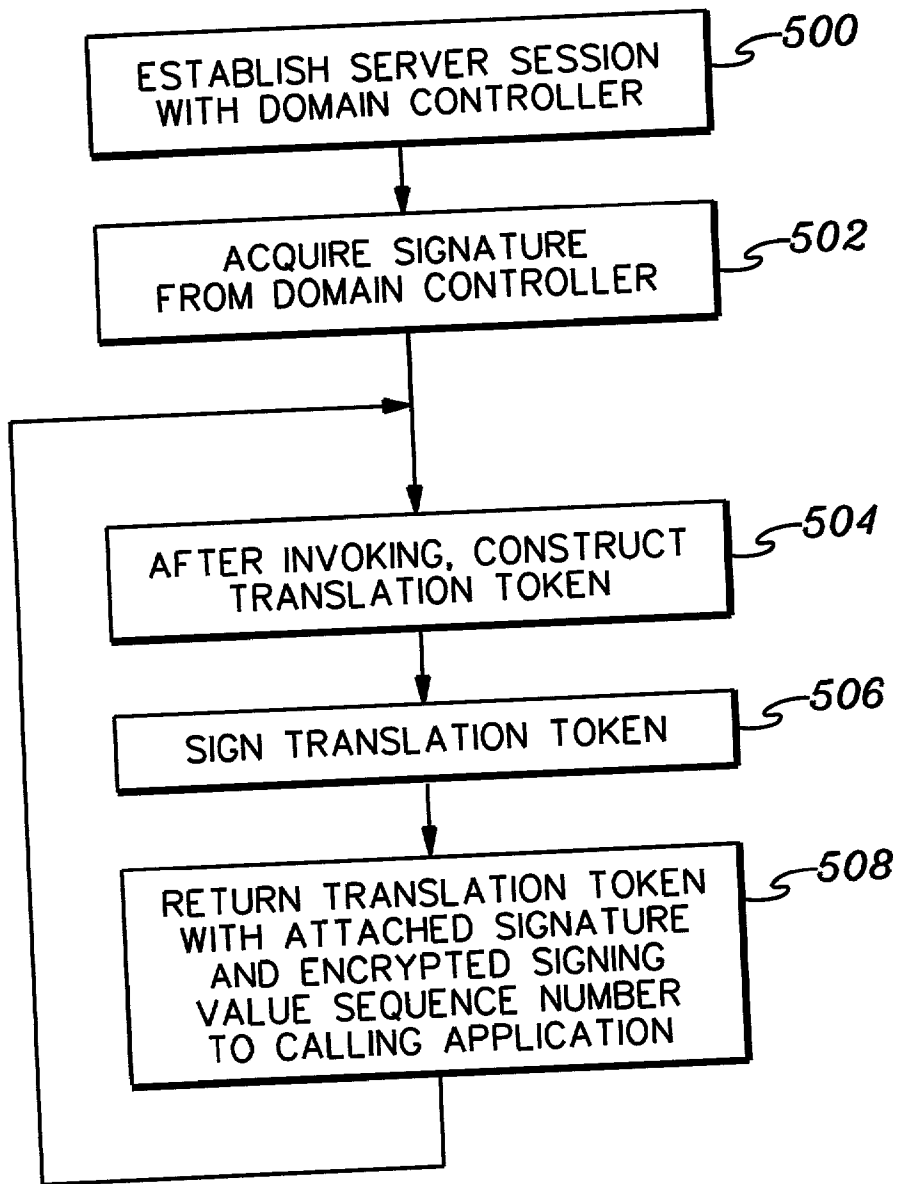 ESTABLISH SERVER SESSION
WITH DOMAIN CONTROLLER
500
ACQUIRE SIGNATURE
FROM DOMAIN CONTROLLER
502
AFTER INVOKING, CONSTRUCT
TRANSLATION TOKEN
504
SIGN TRANSLATION TOKEN
506
RETURN TRANSLATION TOKEN
WITH ATTACHED SIGNATURE
AND ENCRYPTED SIGNING
VALUE SEQUENCE NUMBER
TO CALLING APPLICATION
508